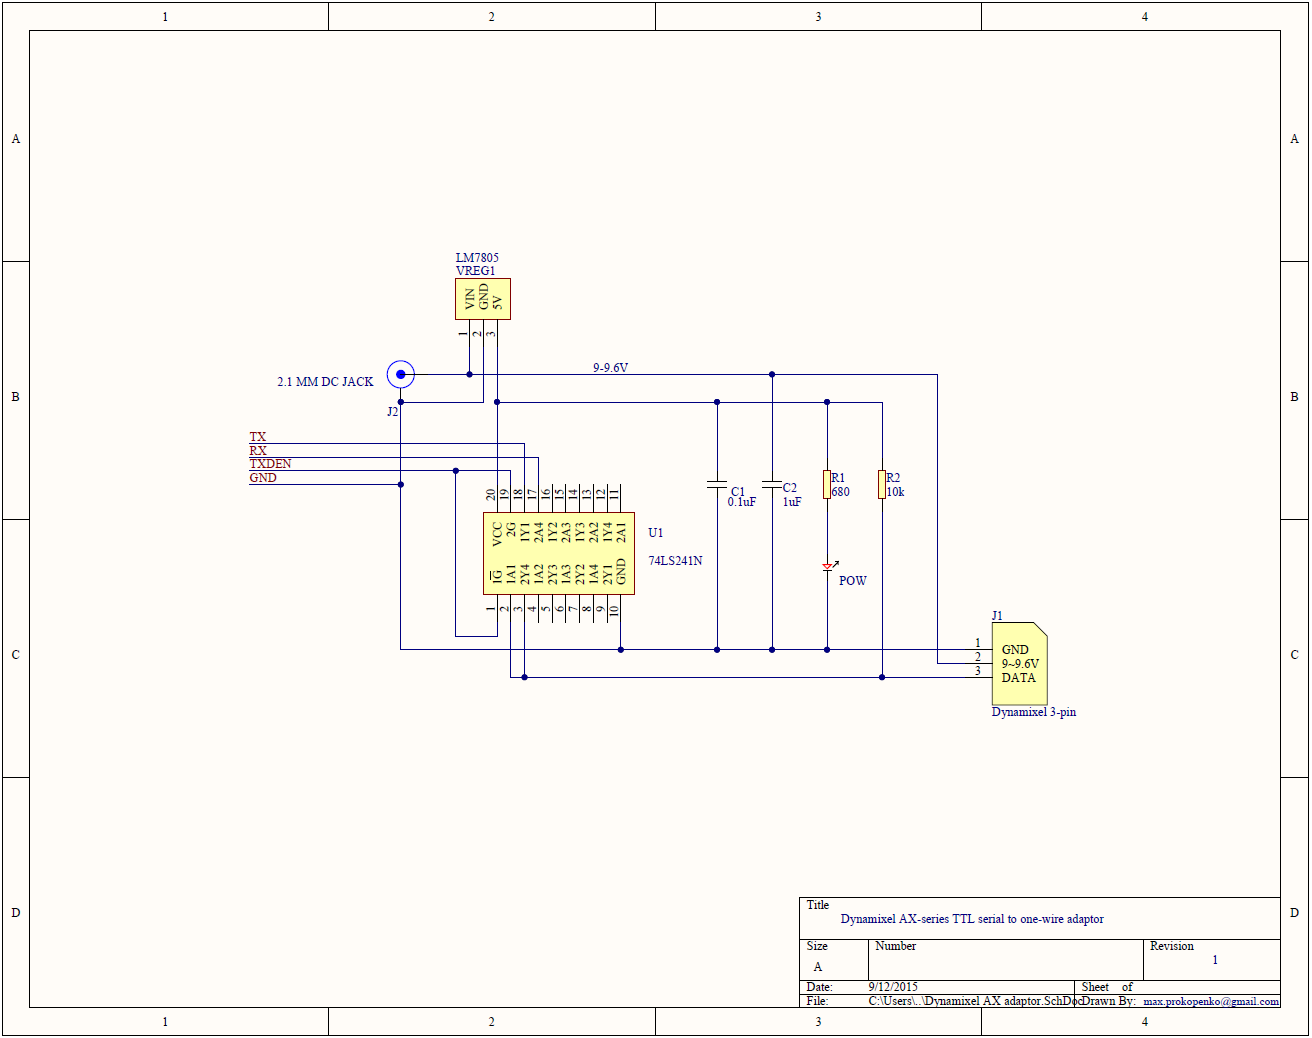 1 2 3 4
A A
LM7805
VREG1
VIN GND 5V
1 2 3
9-9.6V
2.1 MM DC JACK
B B
J2
TX
RX
TXDEN
GND
20 19 18 17 16 15 14 13 12 11
VCC 2G 1Y1 2A4 1Y2 2A3 1Y3 2A2 1Y4 2A1
1G 1A1 2Y4 1A2 2Y3 1A3 2Y2 1A4 2Y1 GND
1 2 3 4 5 6 7 8 9 10
U1
74LS241N
C1
0.1uF
C2
1uF
R1
680
R2
10k
POW
J1
C C
1 GND
2 9~9.6V
3 DATA
Dynamixel 3-pin
D D
Title
Dynamixel AX-series TTL serial to one-wire adaptor
Size Number Revision
A 1
Date: 9/12/2015 Sheet of
File: C:\Users\..\Dynamixel AX adaptor.SchDoc Drawn By: max.prokopenko@gmail.com
1 2 3 4